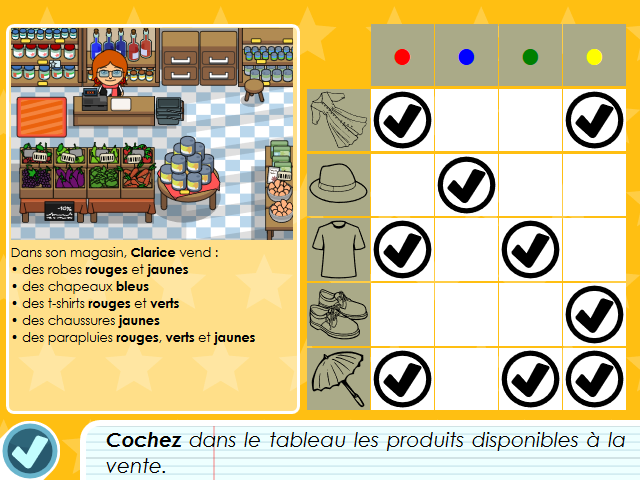 -10%
Dans son magasin, Clarice vend :
• des robes rouges et jaunes
• des chapeaux bleus
• des t-shirts rouges et verts
• des chaussures jaunes
• des parapluies rouges, verts et jaunes
Cochez dans le tableau les produits disponibles à la
vente.